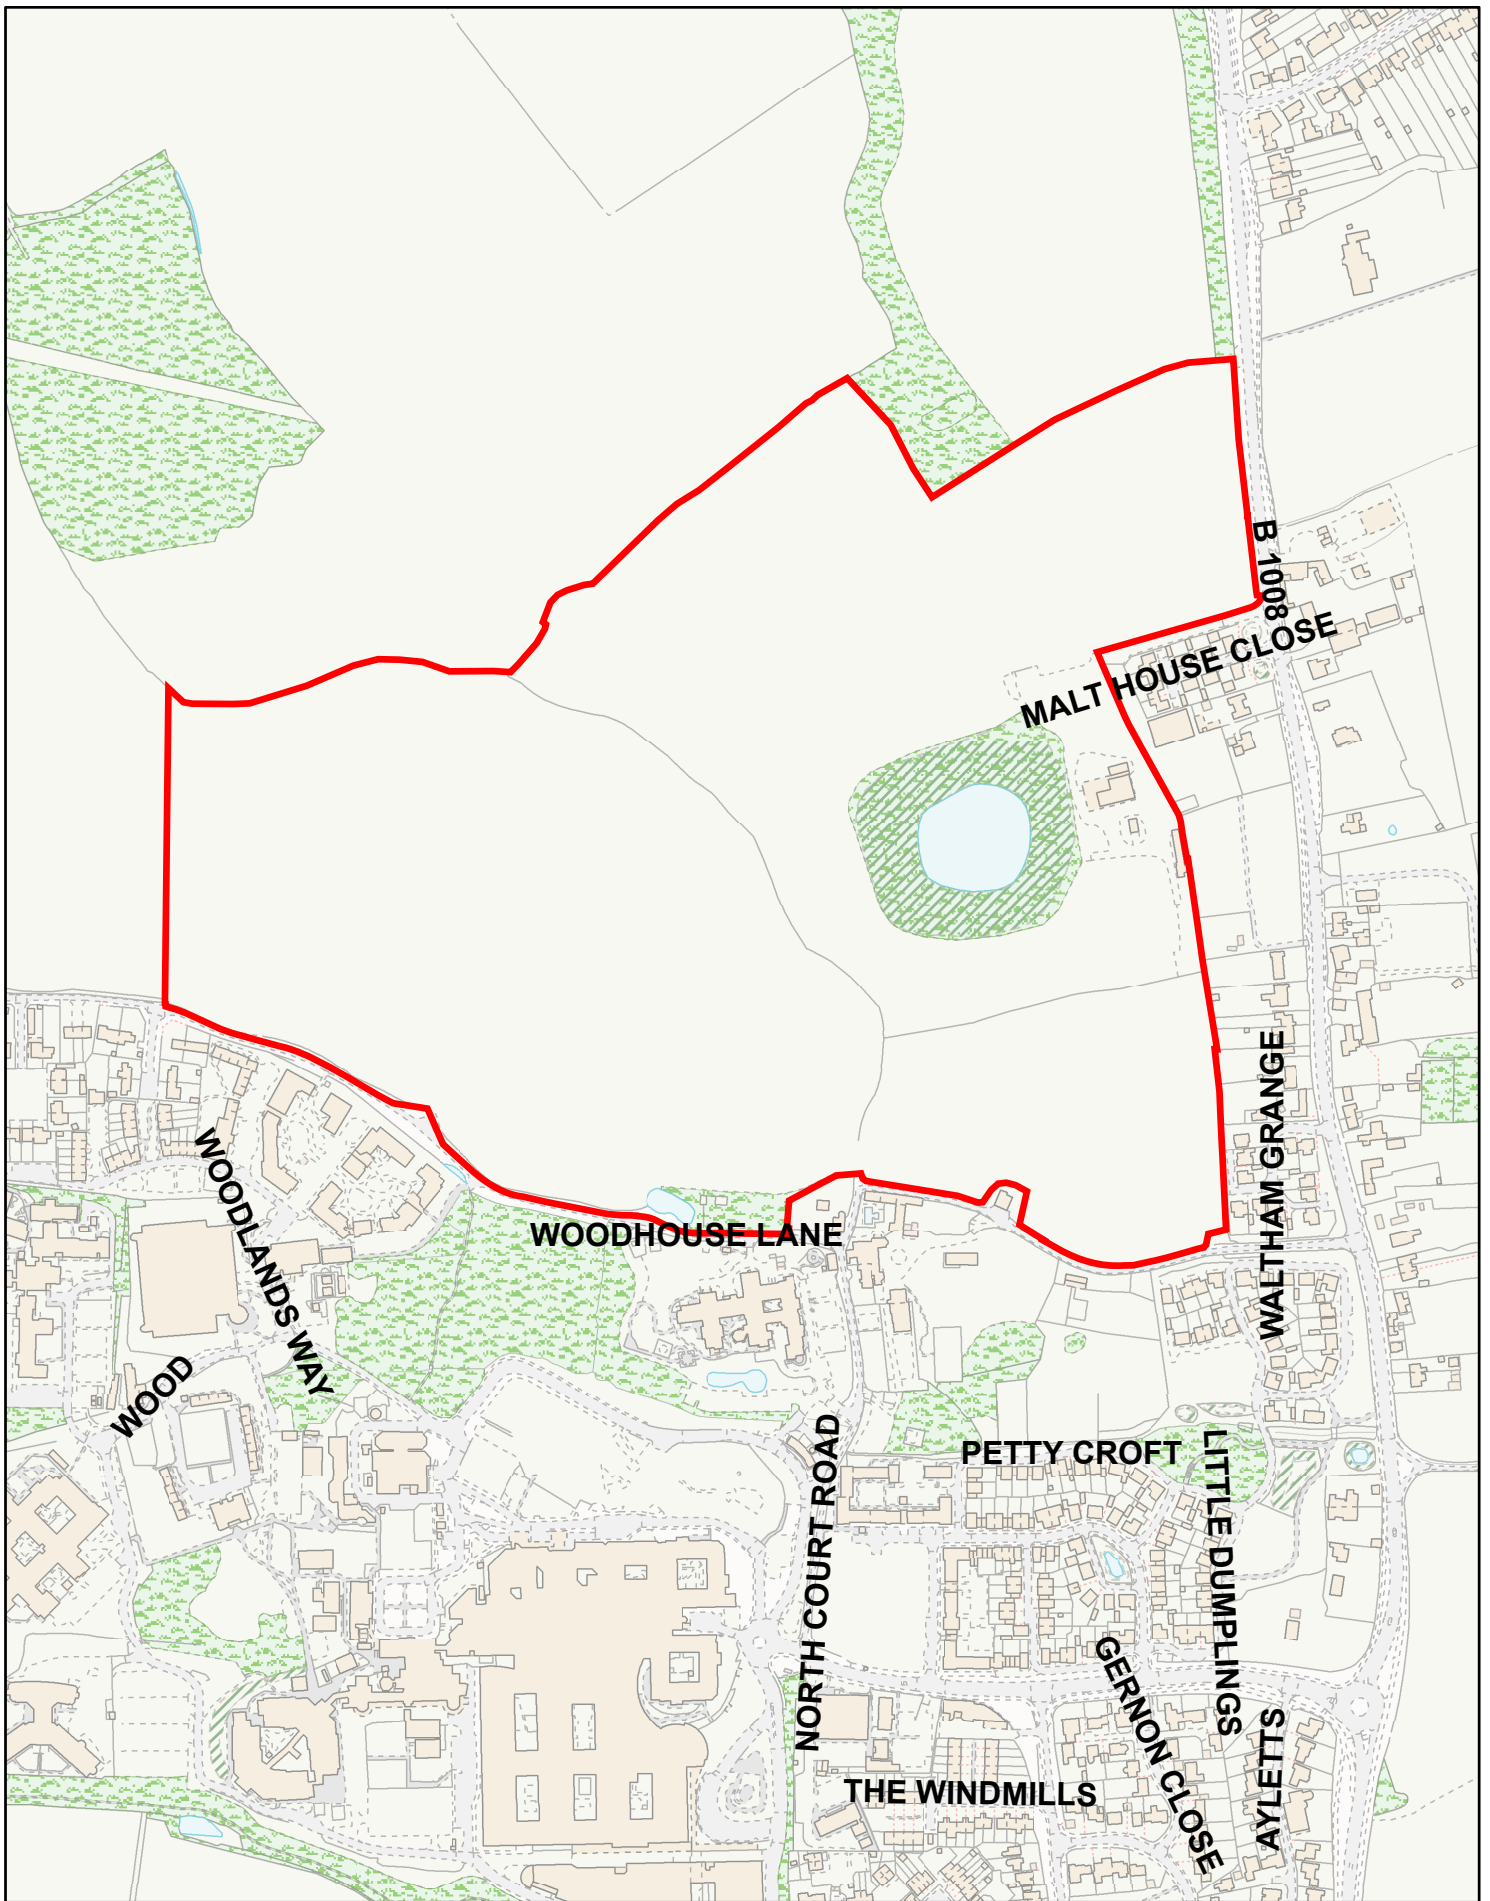 B 1008
MALT HOUSE CLOSE
WALTHAM GRANGE
WOODLANDS WAY
WOODHOUSE LANE
WOOD
NORTH COURT ROAD
PETTY CROFT
LITTLE DUMPLINGS
GERNON CLOSE
AYLETTS
THE WINDMILLS